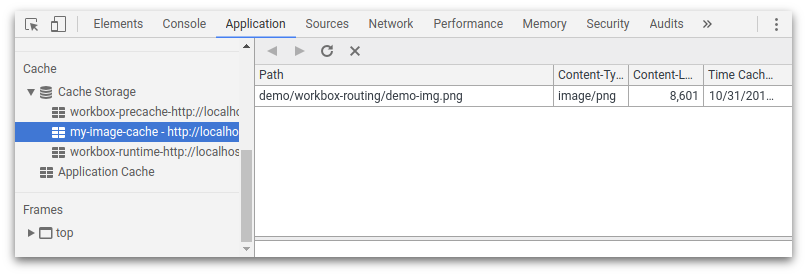 Elements Console Application Sources Network Performance Memory Security Audits »
Cache
Cache Storage
workbox-precache-http://localho
my-image-cache - http://localho
workbox-runtime-http://localhos
Application Cache
Frames
top
Path Content-Ty... Content-L... Time Cach...
demo/workbox-routing/demo-img.png image/png 8,601 10/31/201...